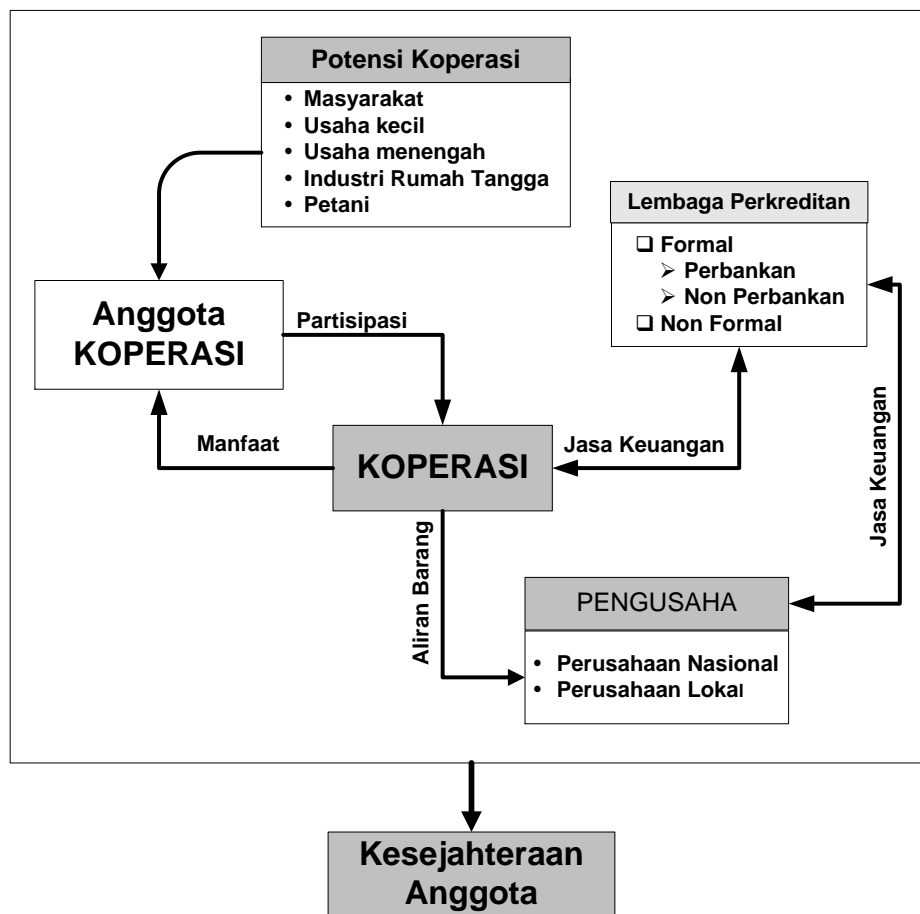 Potensi Koperasi
• Masyarakat
• Usaha kecil
• Usaha menengah
• Industri Rumah Tangga
• Petani
Lembaga Perkreditan
❑ Formal
➢ Perbankan
➢ Non Perbankan
❑ Non Formal
Anggota
KOPERASI
Partisipasi
Manfaat
KOPERASI
Jasa Keuangan
Jasa Keuangan
Aliran Barang
PENGUSAHA
• Perusahaan Nasional
• Perusahaan Lokal
Kesejahteraan
Anggota